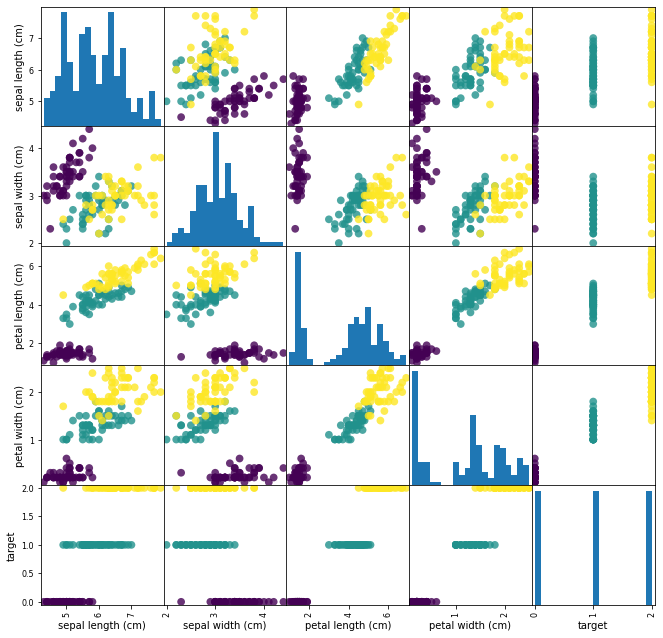 sepal length (cm)
7
6
5
sepal width (cm)
4
3
2
petal length (cm)
6
4
2
petal width (cm)
2
1
target
2.0
1.5
1.0
0.5
0.0
5 6 7 2 3 4 2 4 6 1 2 0 1 2
sepal length (cm) sepal width (cm) petal length (cm) petal width (cm) target